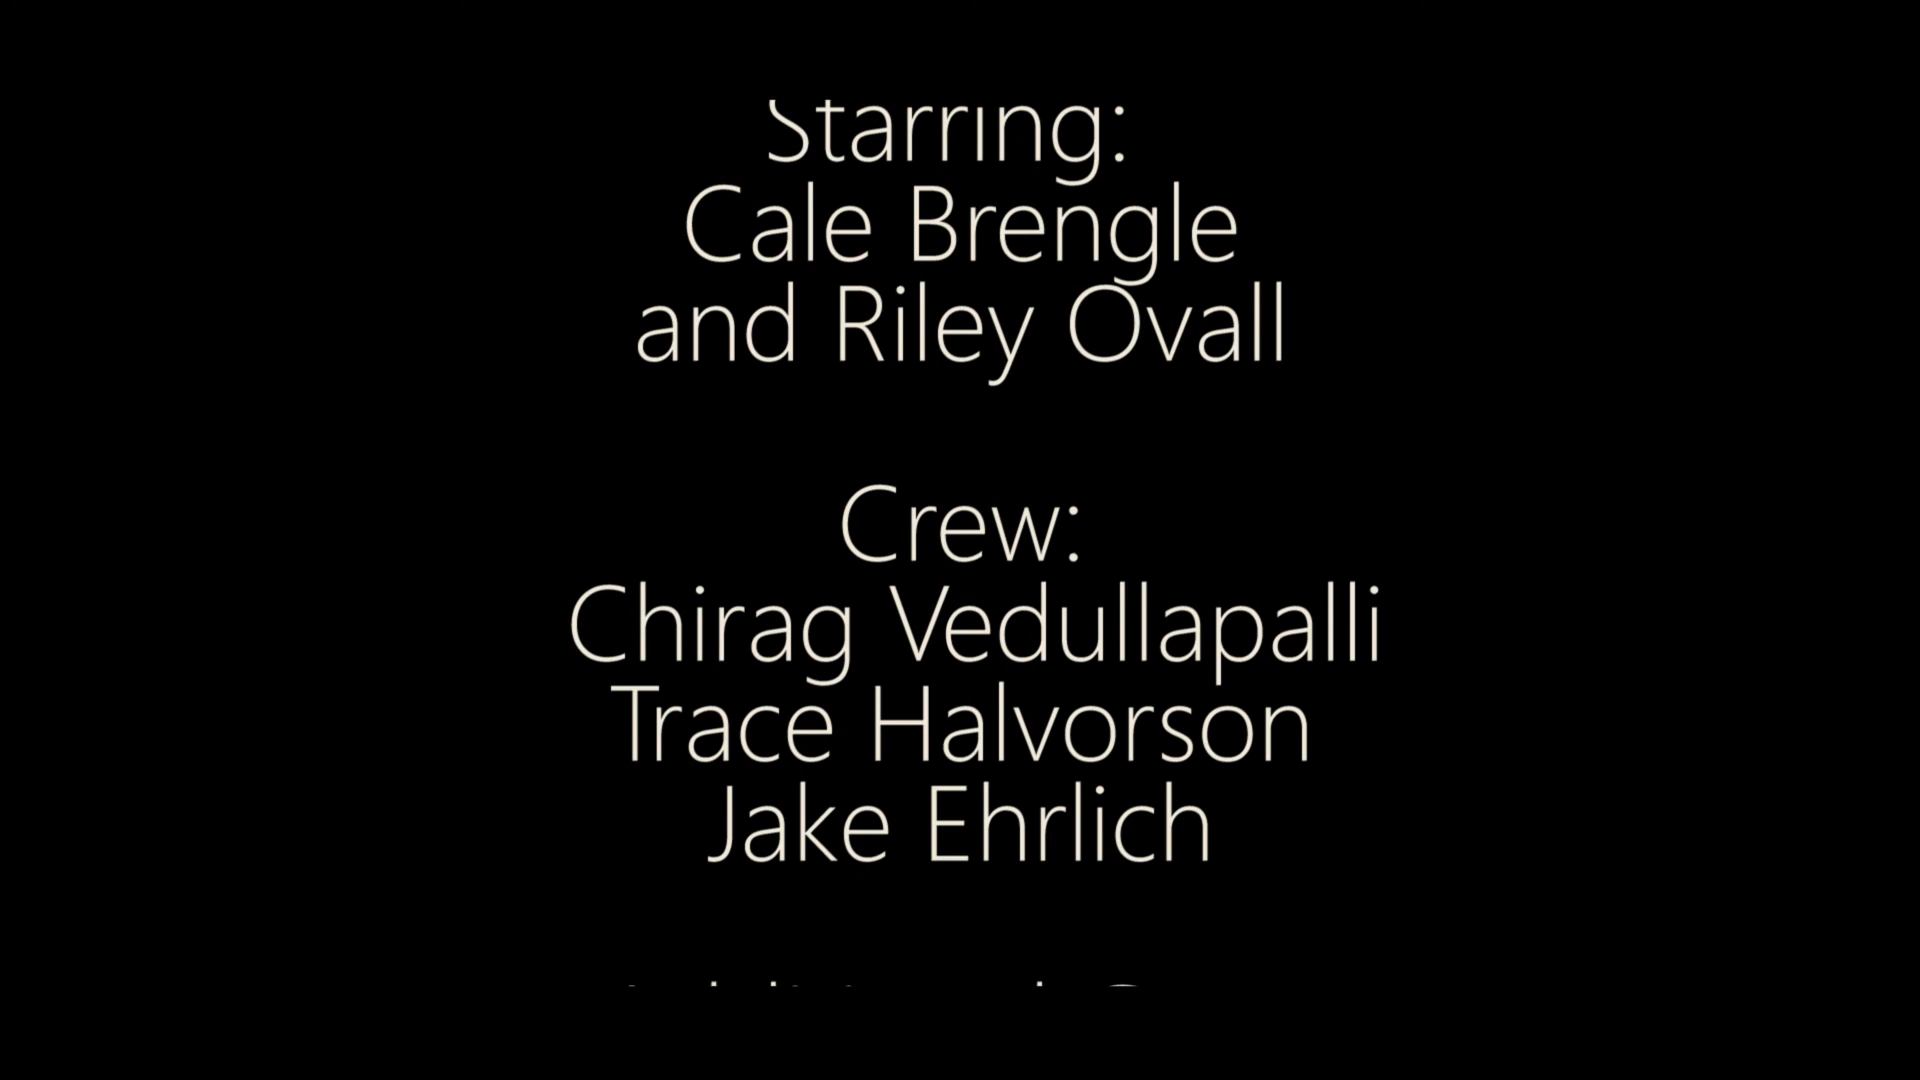 Starring:
Cale Brengle
and Riley Ovall
Crew:
Chirag Vedullapalli
Trace Halvorson
Jake Ehrlich